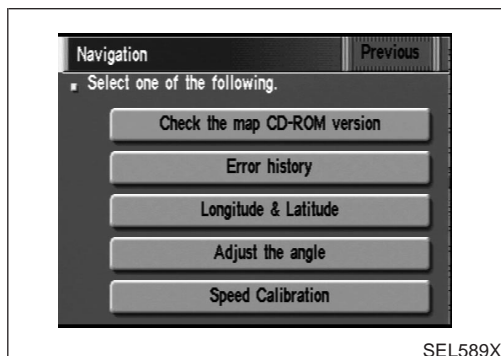 Navigation
Previous
Select one of the following.
Check the map CD-ROM version
Error history
Longitude & Latitude
Adjust the angle
Speed Calibration
SEL589X